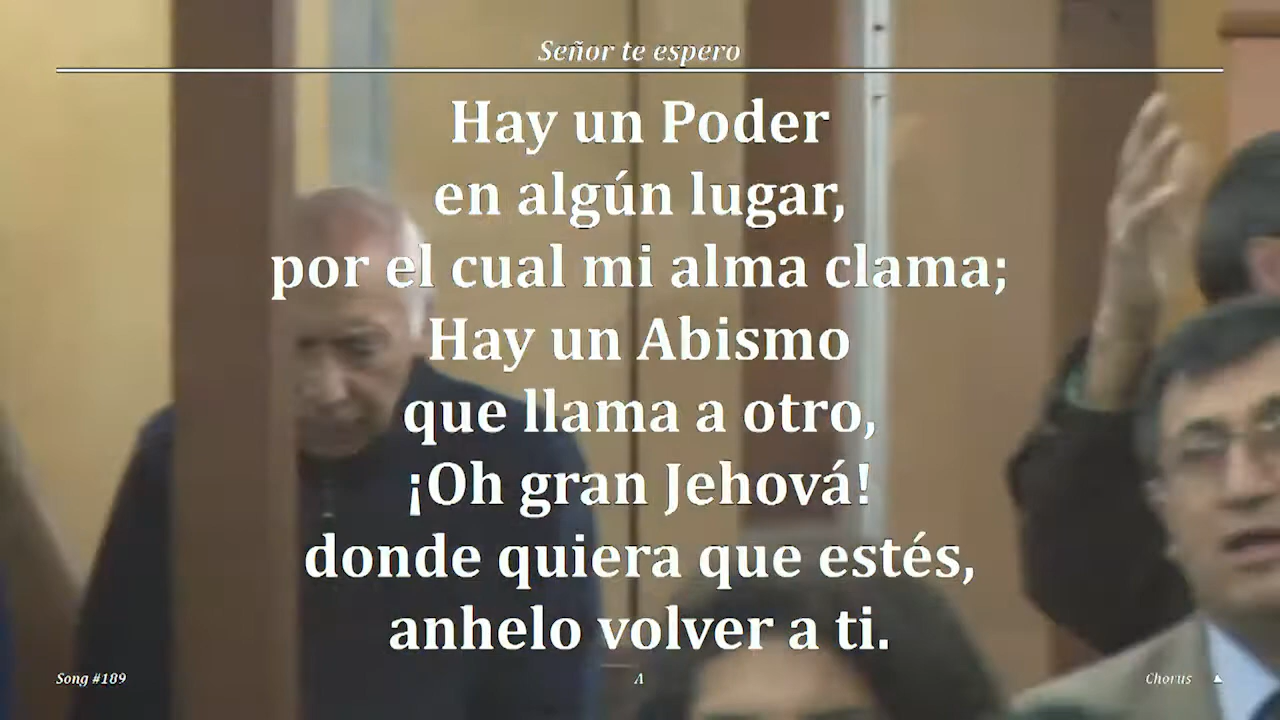 Señor te espero
Hay un Poder
en algún lugar,
por el cual mi alma clama;
Hay un Abismo
que llama a otro,
¡Oh gran Jehová!
donde quiera que estés,
anhelo volver a ti.
Song #189
Chorus